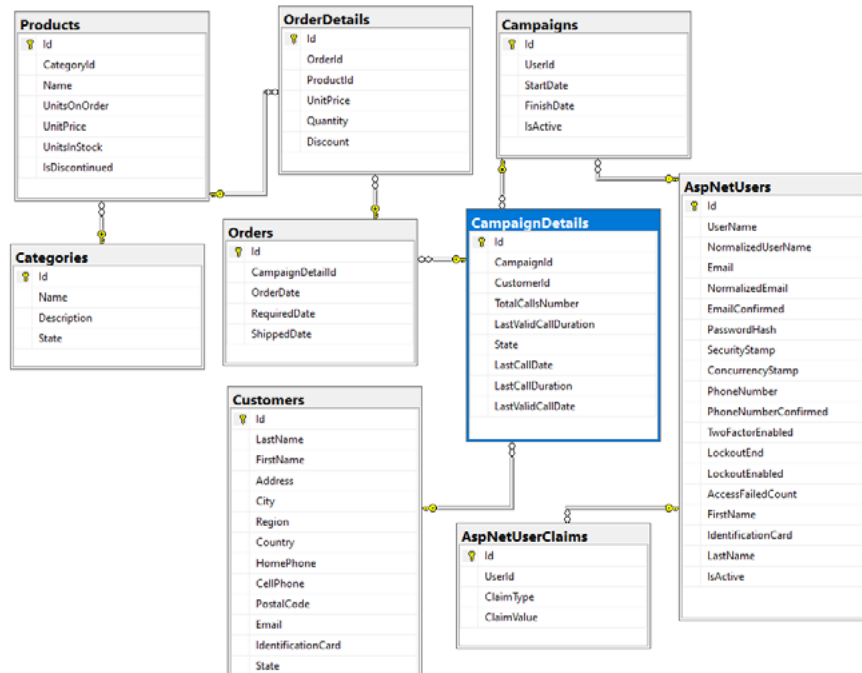 Products
Id
CategoryId
Name
UnitsOnOrder
UnitPrice
UnitsInStock
IsDiscontinued
OrderDetails
Id
OrderId
ProductId
UnitPrice
Quantity
Discount
Campaigns
Id
UserId
StartDate
FinishDate
IsActive
AspNetUsers
Id
UserName
NormalizedUserName
Email
NormalizedEmail
EmailConfirmed
PasswordHash
SecurityStamp
ConcurrencyStamp
PhoneNumber
PhoneNumberConfirmed
TwoFactorEnabled
LockoutEnd
LockoutEnabled
AccessFailedCount
FirstName
IdentificationCard
LastName
IsActive
Categories
Id
Name
Description
State
Orders
Id
CampaignDetailId
OrderDate
RequiredDate
ShippedDate
CampaignDetails
Id
CampaignId
CustomerId
TotalCallsNumber
LastValidCallDuration
State
LastCallDate
LastCallDuration
LastValidCallDate
Customers
Id
LastName
FirstName
Address
City
Region
Country
HomePhone
CellPhone
PostalCode
Email
IdentificationCard
State
AspNetUserClaims
Id
UserId
ClaimType
ClaimValue